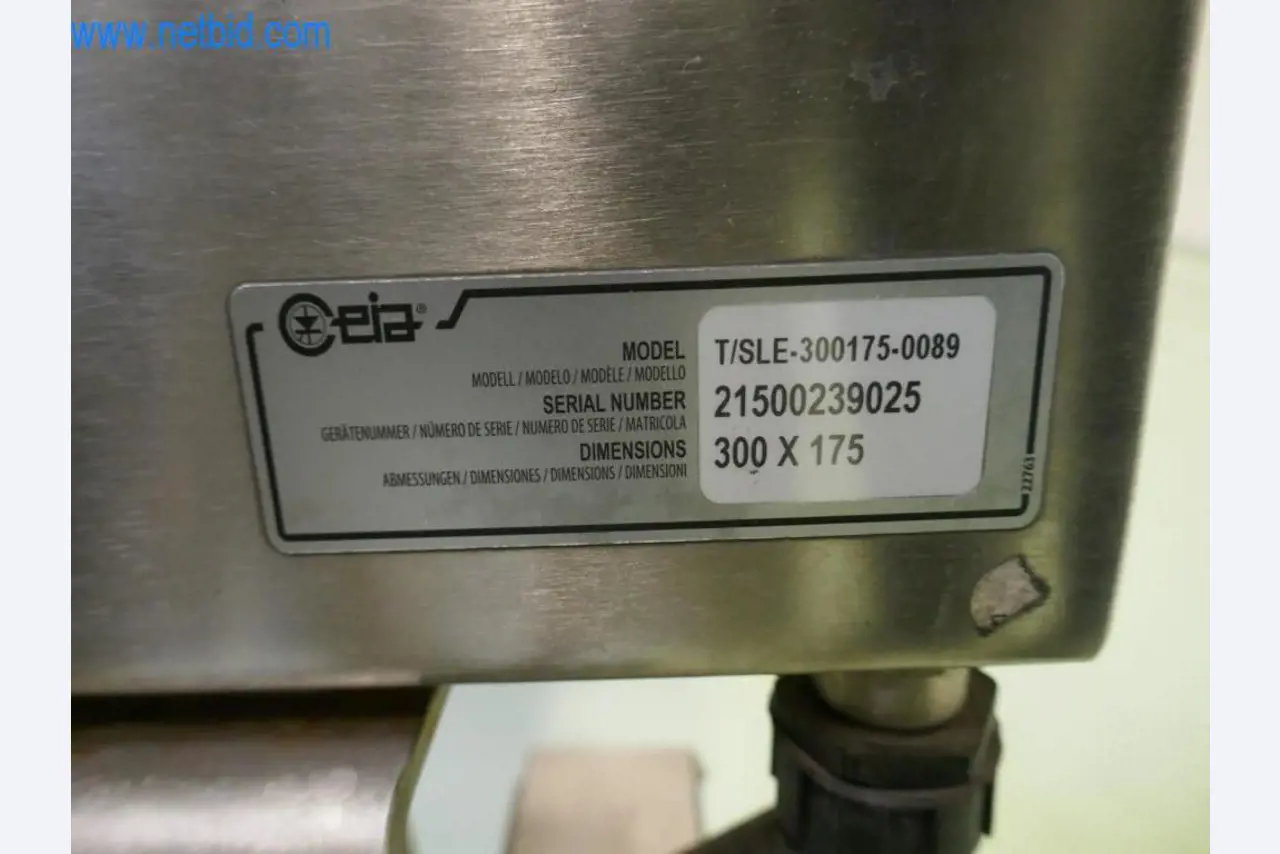 www.netbid.com
Ceia®
MODEL
T/SLE-300175-0089
MODELL / MODELO / MODÈLE / MODELLO
SERIAL NUMBER
21500239025
GERÄTENUMMER / NÚMERO DE SERIE / NUMERO DE SERIE / MATRICOLA
DIMENSIONS
300 X 175
ABMESSUNGEN / DIMENSIONES / DIMENSIONS / DIMENSIONI
22763